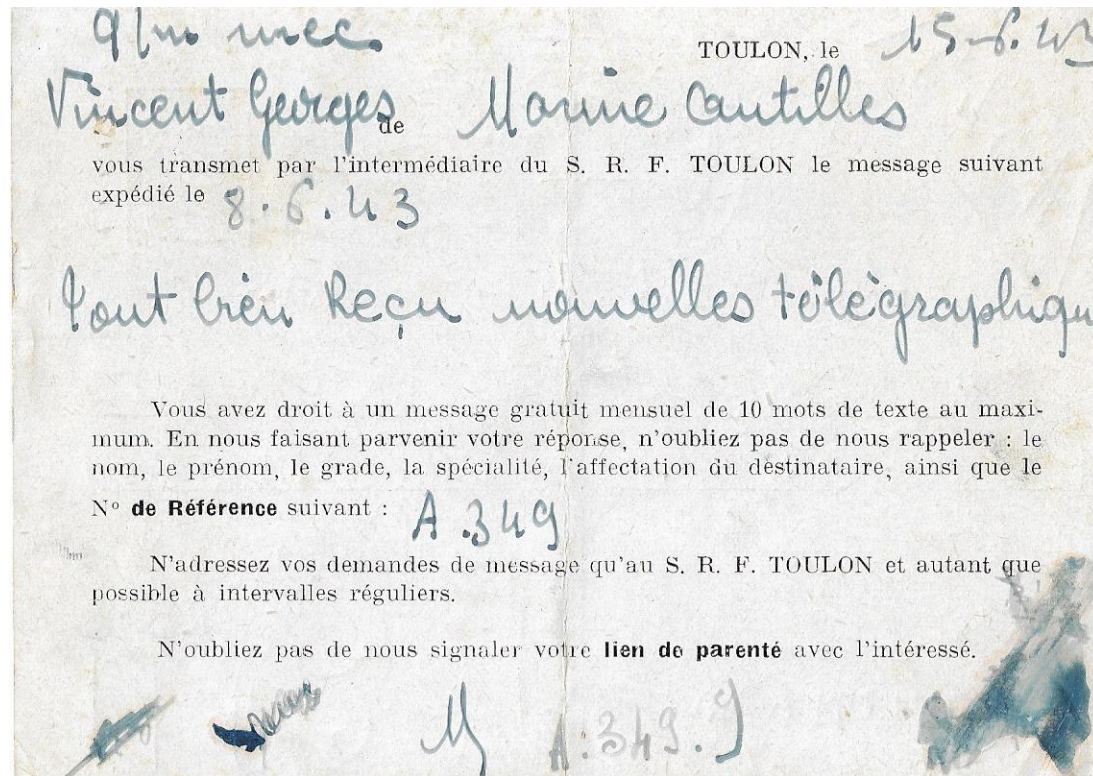 q/m mec
TOULON, le 15-6.43
Vincent Georges de Marine Antilles
vous transmet par l'intermédiaire du S. R. F. TOULON le message suivant
expédié le 8.6.43
Tout bien Reçu nouvelles télégraphiqu
Vous avez droit à un message gratuit mensuel de 10 mots de texte au maxi-
mum. En nous faisant parvenir votre réponse, n'oubliez pas de nous rappeler : le
nom, le prénom, le grade, la spécialité, l'affectation du destinataire, ainsi que le
Nº de Référence suivant : A.349
N'adressez vos demandes de message qu'au S. R. F. TOULON et autant que
possible à intervalles réguliers.
N'oubliez pas de nous signaler votre lien de parenté avec l'intéressé.
A.349.9